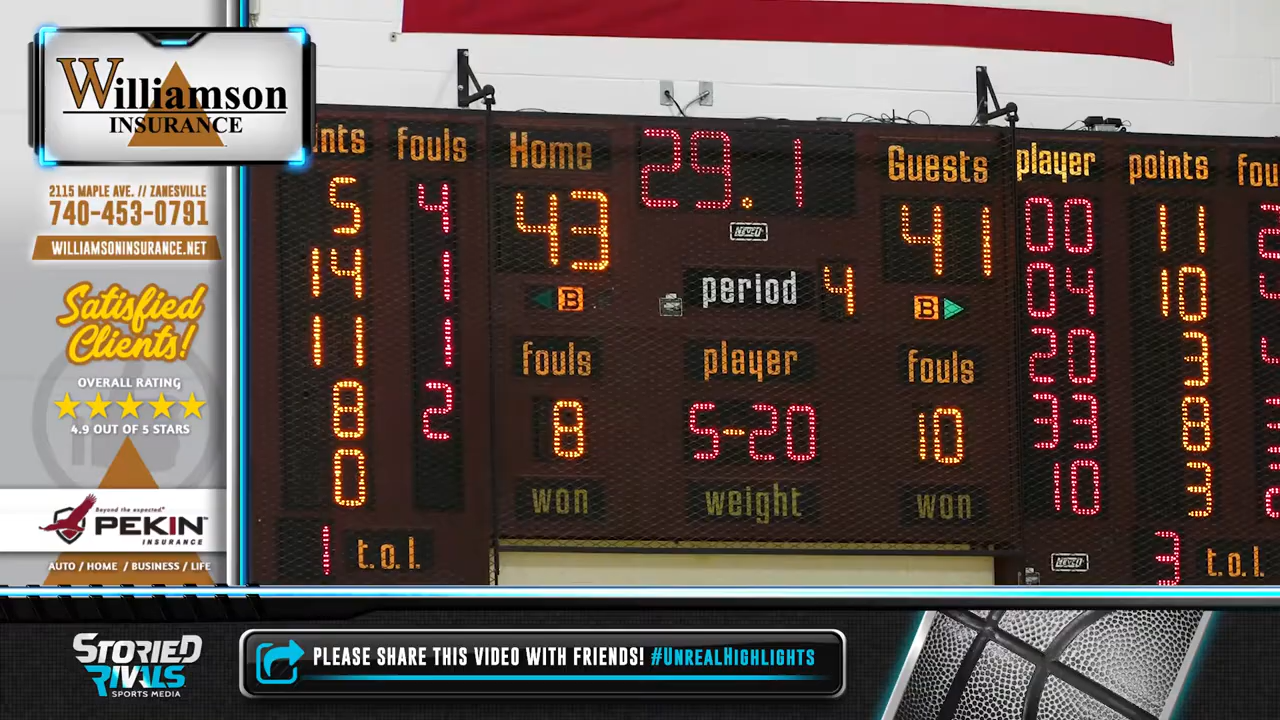 Williamson
INSURANCE
2115 MAPLE AVE. // ZANESVILLE
740-453-0791
WILLIAMSONINSURANCE.NET
Satisfied
Clients!
OVERALL RATING
4.9 OUT OF 5 STARS
Beyond the expected.
PEKIN
INSURANCE
AUTO / HOME / BUSINESS / LIFE
fouls Home 29.1 Guests player points
5 4 43 41 00 11
14 1 B period 4 B 04 10
11 1 fouls player fouls 20 3
8 2 8 5-20 10 33 8
0 won weight won 10 3
1 t.o.l. 3 t.o.l.
STORIED
RIVALS
SPORTS MEDIA
PLEASE SHARE THIS VIDEO WITH FRIENDS! #UNREALHIGHLIGHTS